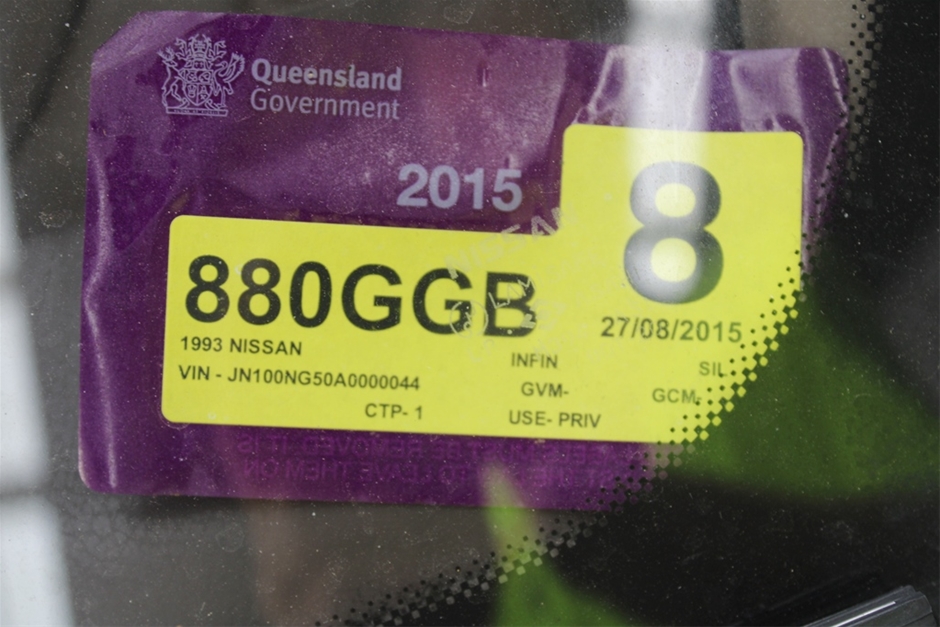 Queensland
Government
2015
8
880GGB
27/08/2015
1993 NISSAN
INFIN
SIL
VIN - JN100NG50A0000044
GVM-
GCM-
CTP- 1
USE- PRIV
NISSAN